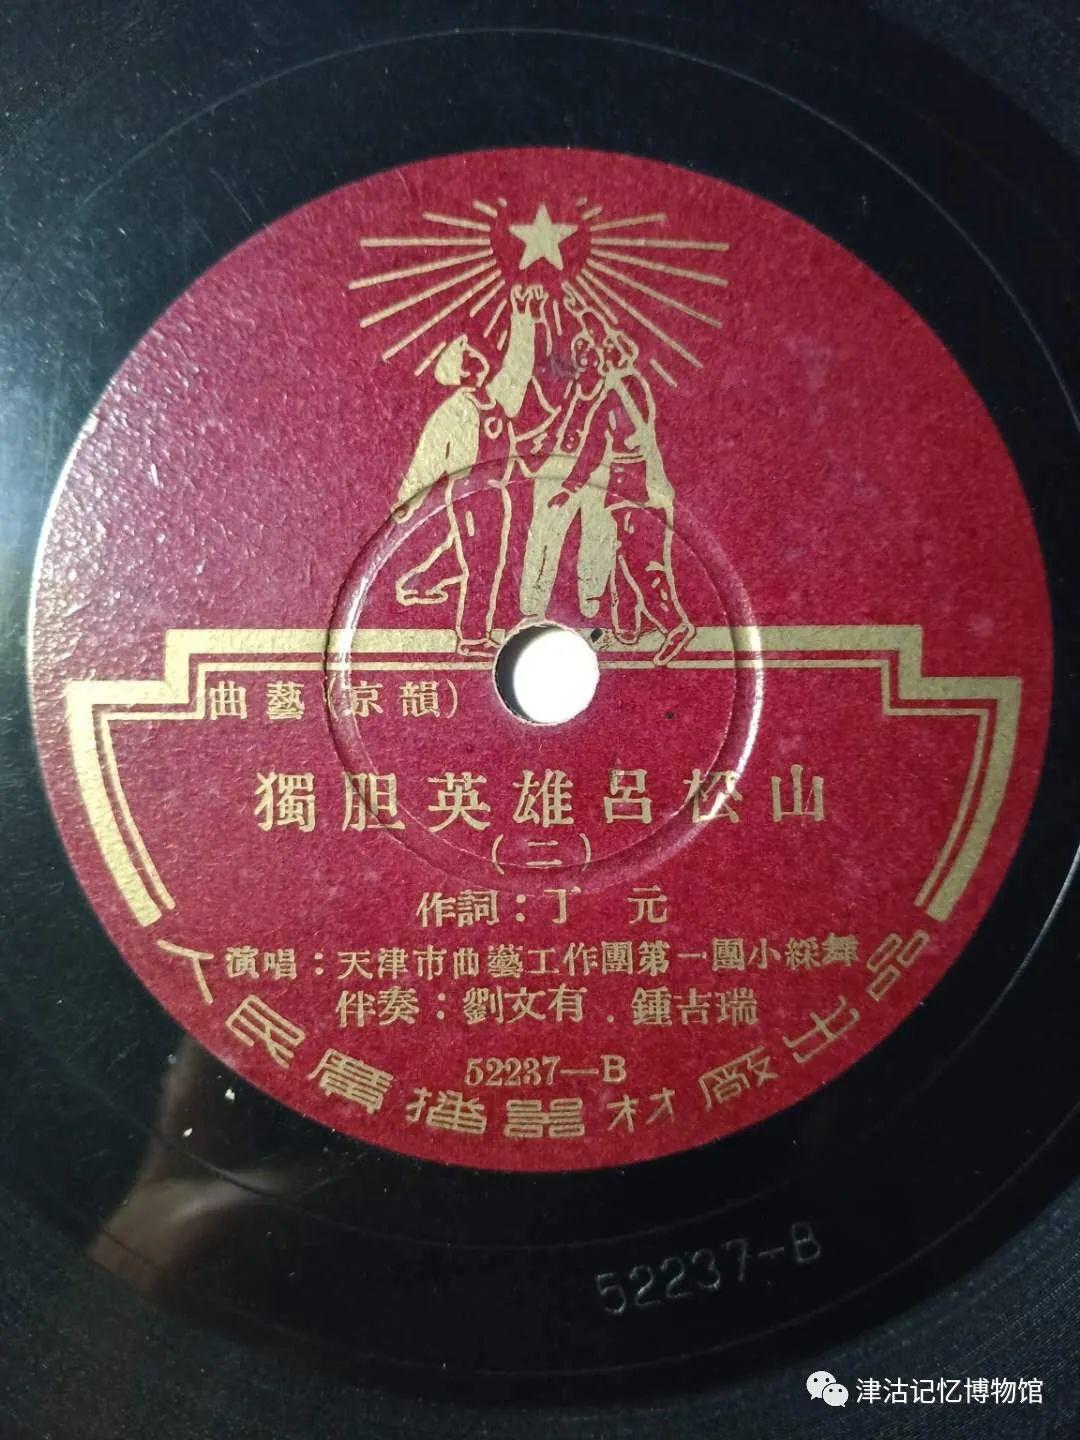 曲藝(京韻)
獨胆英雄呂松山
(二)
作詞:丁 元
演唱:天津市曲藝工作團第一團小綵舞
伴奏:劉文有.鍾吉瑞
52237—B
人民廣播器材廠出品
52237-B
津沽记忆博物馆